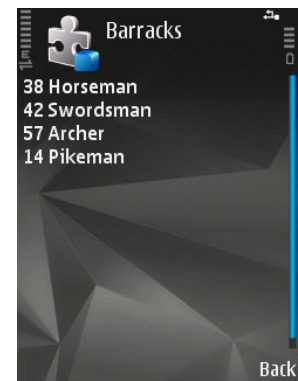 Barracks
38 Horseman
42 Swordsman
57 Archer
14 Pikeman
Back